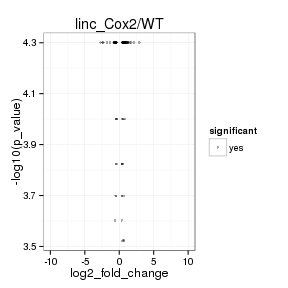 linc_Cox2/WT
4.3
4.1
3.9
3.7
3.5
-log10(p_value)
-10
-5
0
5
10
log2_fold_change
significant
yes